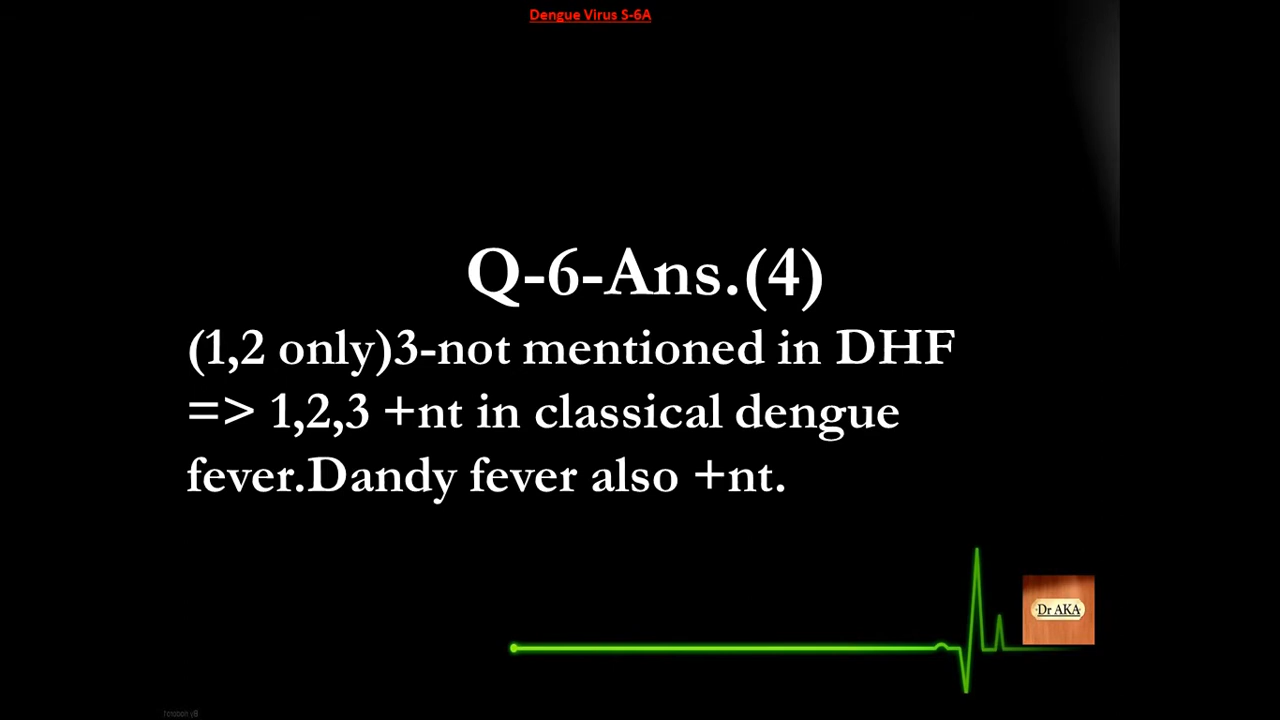 Dengue Virus S-6A
Q-6-Ans.(4)
(1,2 only)3-not mentioned in DHF
=> 1,2,3 +nt in classical dengue
fever.Dandy fever also +nt.
Dr AKA